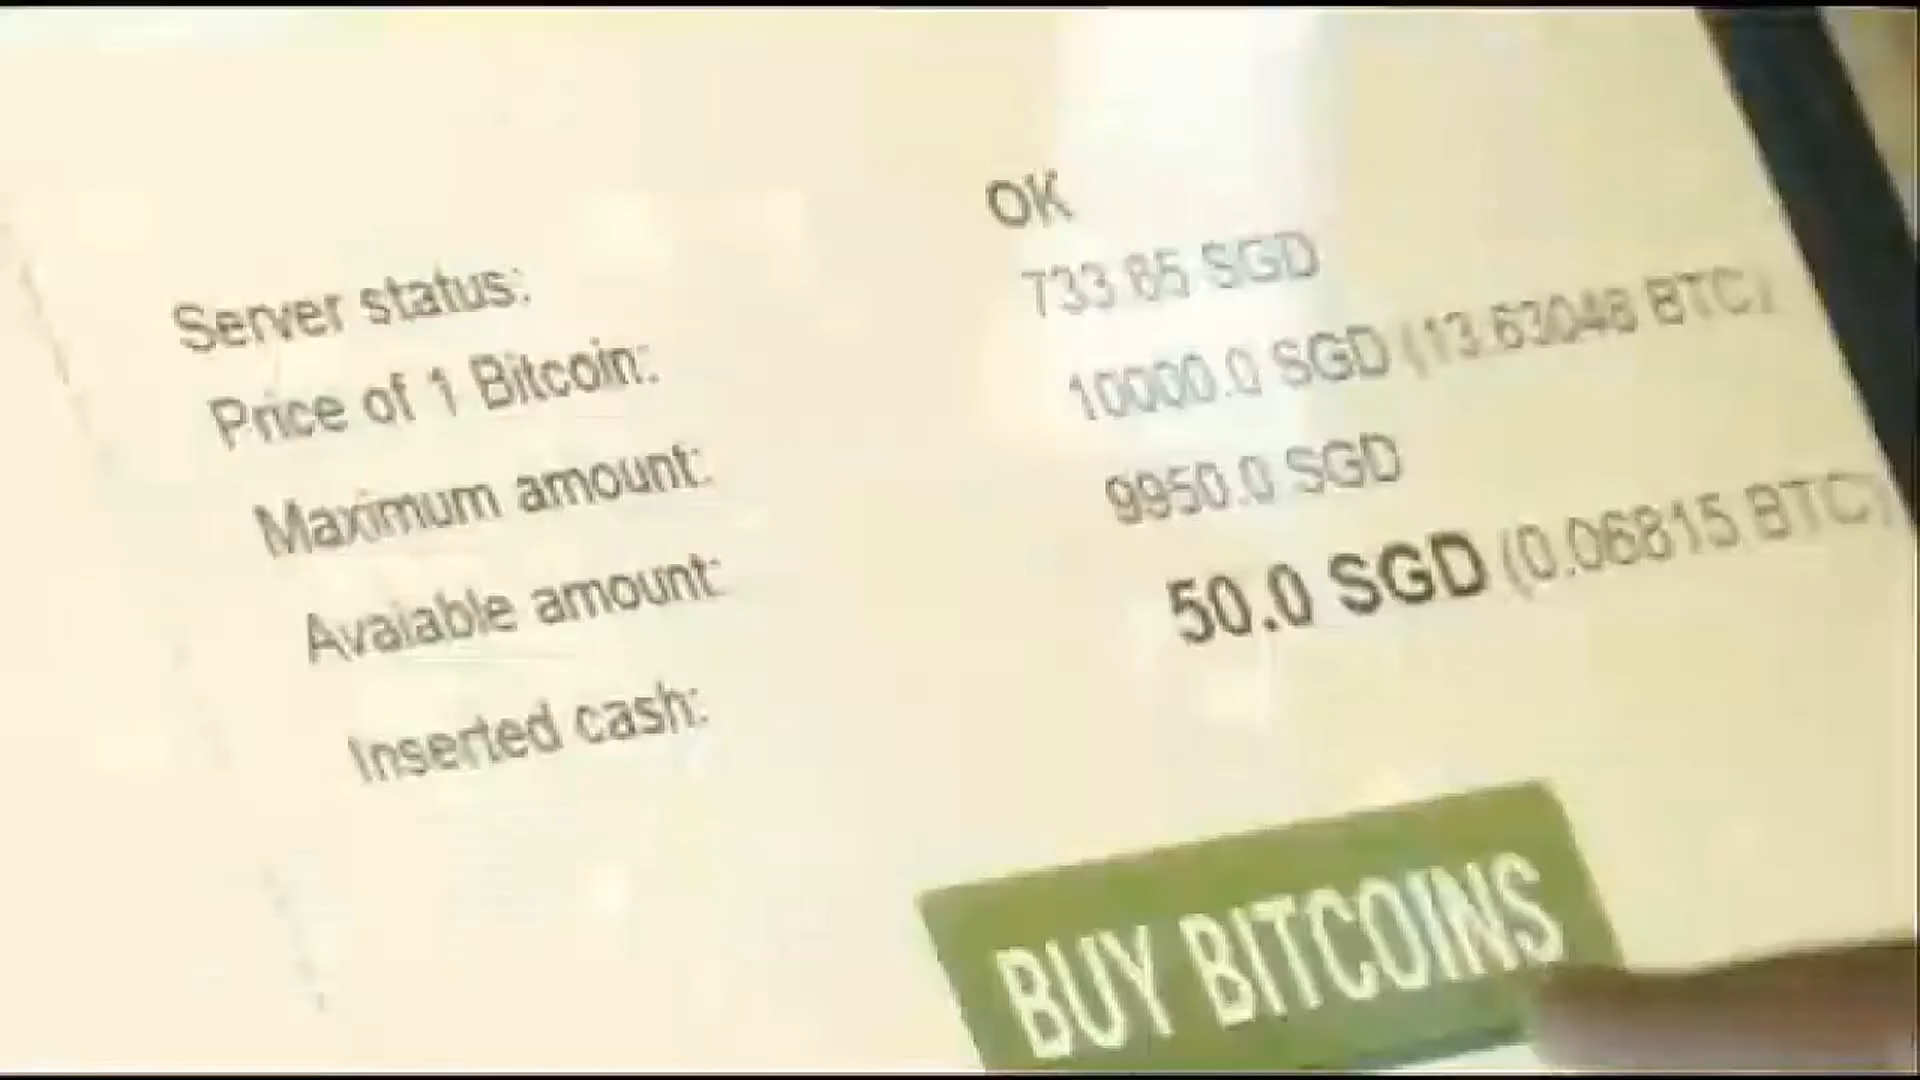 Server status: OK
Price of 1 Bitcoin: 733.65 SGD
Maximum amount: 10000.0 SGD (13.63048 BTC)
Avaiable amount: 9950.0 SGD
Inserted cash: 50.0 SGD (0.06815 BTC)
BUY BITCOINS